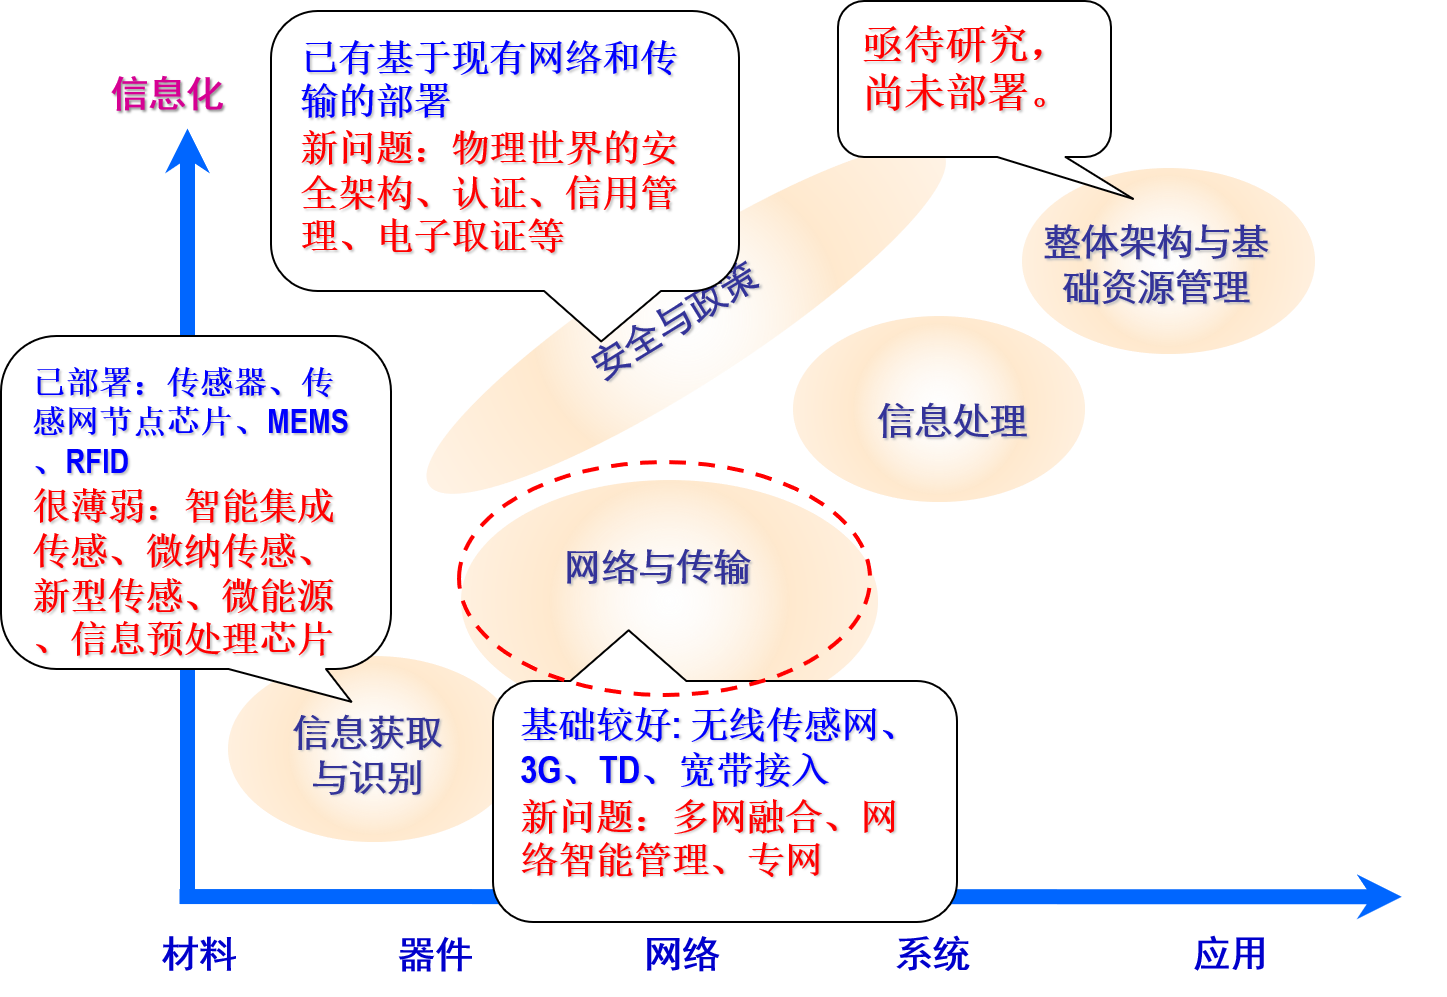 信息化
已有基于现有网络和传
输的部署
新问题：物理世界的安
全架构、认证、信用管
理、电子取证等
亟待研究，
尚未部署。
整体架构与基
础资源管理
安全与政策
信息处理
已部署：传感器、传
感网节点芯片、MEMS
、RFID
很薄弱：智能集成
传感、微纳传感、
新型传感、微能源
、信息预处理芯片
网络与传输
信息获取
与识别
基础较好: 无线传感网、
3G、TD、宽带接入
新问题：多网融合、网
络智能管理、专网
材料
器件
网络
系统
应用